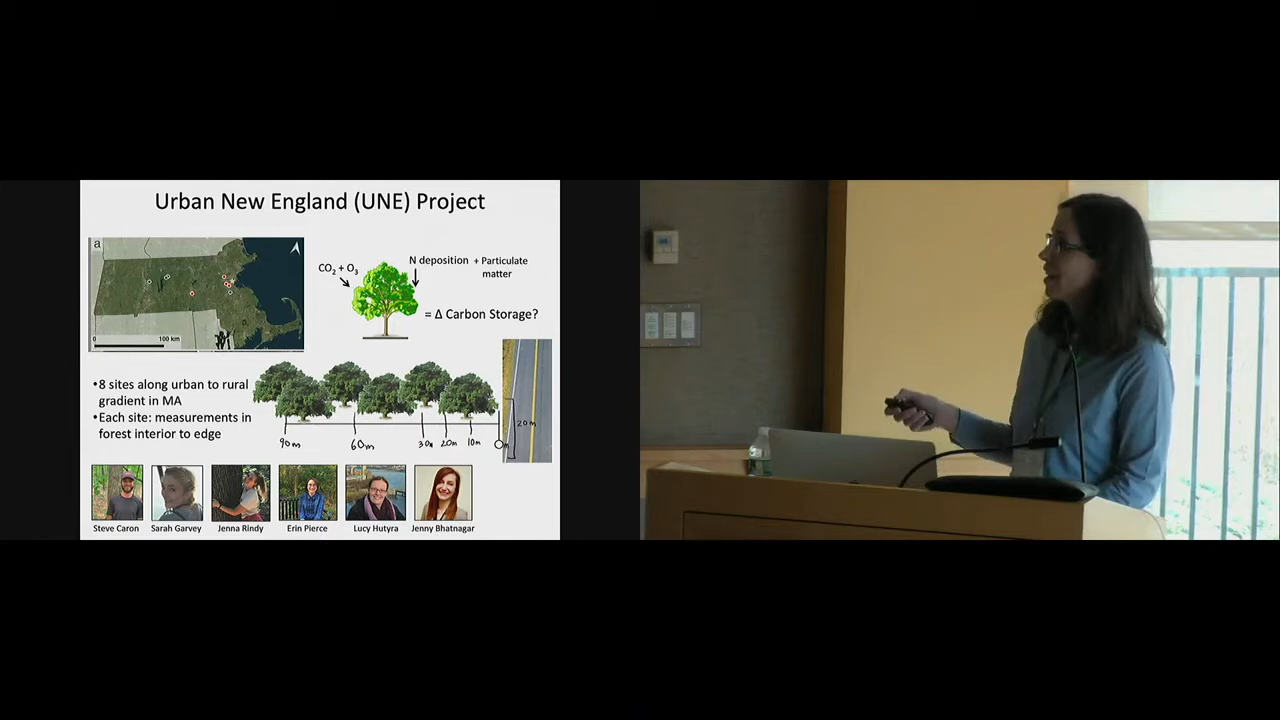 Urban New England (UNE) Project
a
0 100 km
CO₂ + O₃
N deposition + Particulate
matter
= Δ Carbon Storage?
•8 sites along urban to rural
gradient in MA
•Each site: measurements in
forest interior to edge
90m 60m 30m 20m 10m 0m
20m
Steve Caron Sarah Garvey Jenna Rindy Erin Pierce Lucy Hutyra Jenny Bhatnagar